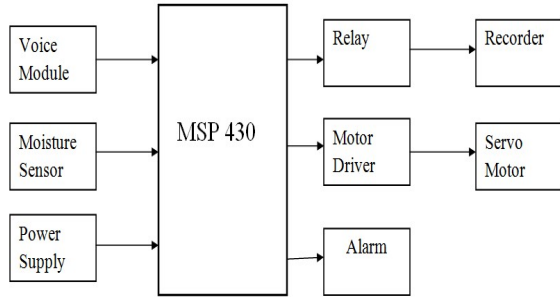 Voice
Module
Moisture
Sensor
Power
Supply
MSP 430
Relay
Recorder
Motor
Driver
Servo
Motor
Alarm